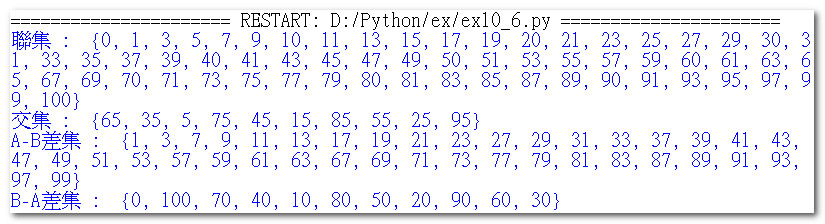 ====================== RESTART: D:/Python/ex/ex10_6.py ======================
聯集 :  {0, 1, 3, 5, 7, 9, 10, 11, 13, 15, 17, 19, 20, 21, 23, 25, 27, 29, 30, 3
1, 33, 35, 37, 39, 40, 41, 43, 45, 47, 49, 50, 51, 53, 55, 57, 59, 60, 61, 63, 6
5, 67, 69, 70, 71, 73, 75, 77, 79, 80, 81, 83, 85, 87, 89, 90, 91, 93, 95, 97, 9
9, 100}
交集 :  {65, 35, 5, 75, 45, 15, 85, 55, 25, 95}
A-B差集 :  {1, 3, 7, 9, 11, 13, 17, 19, 21, 23, 27, 29, 31, 33, 37, 39, 41, 43,
47, 49, 51, 53, 57, 59, 61, 63, 67, 69, 71, 73, 77, 79, 81, 83, 87, 89, 91, 93,
97, 99}
B-A差集 :  {0, 100, 70, 40, 10, 80, 50, 20, 90, 60, 30}